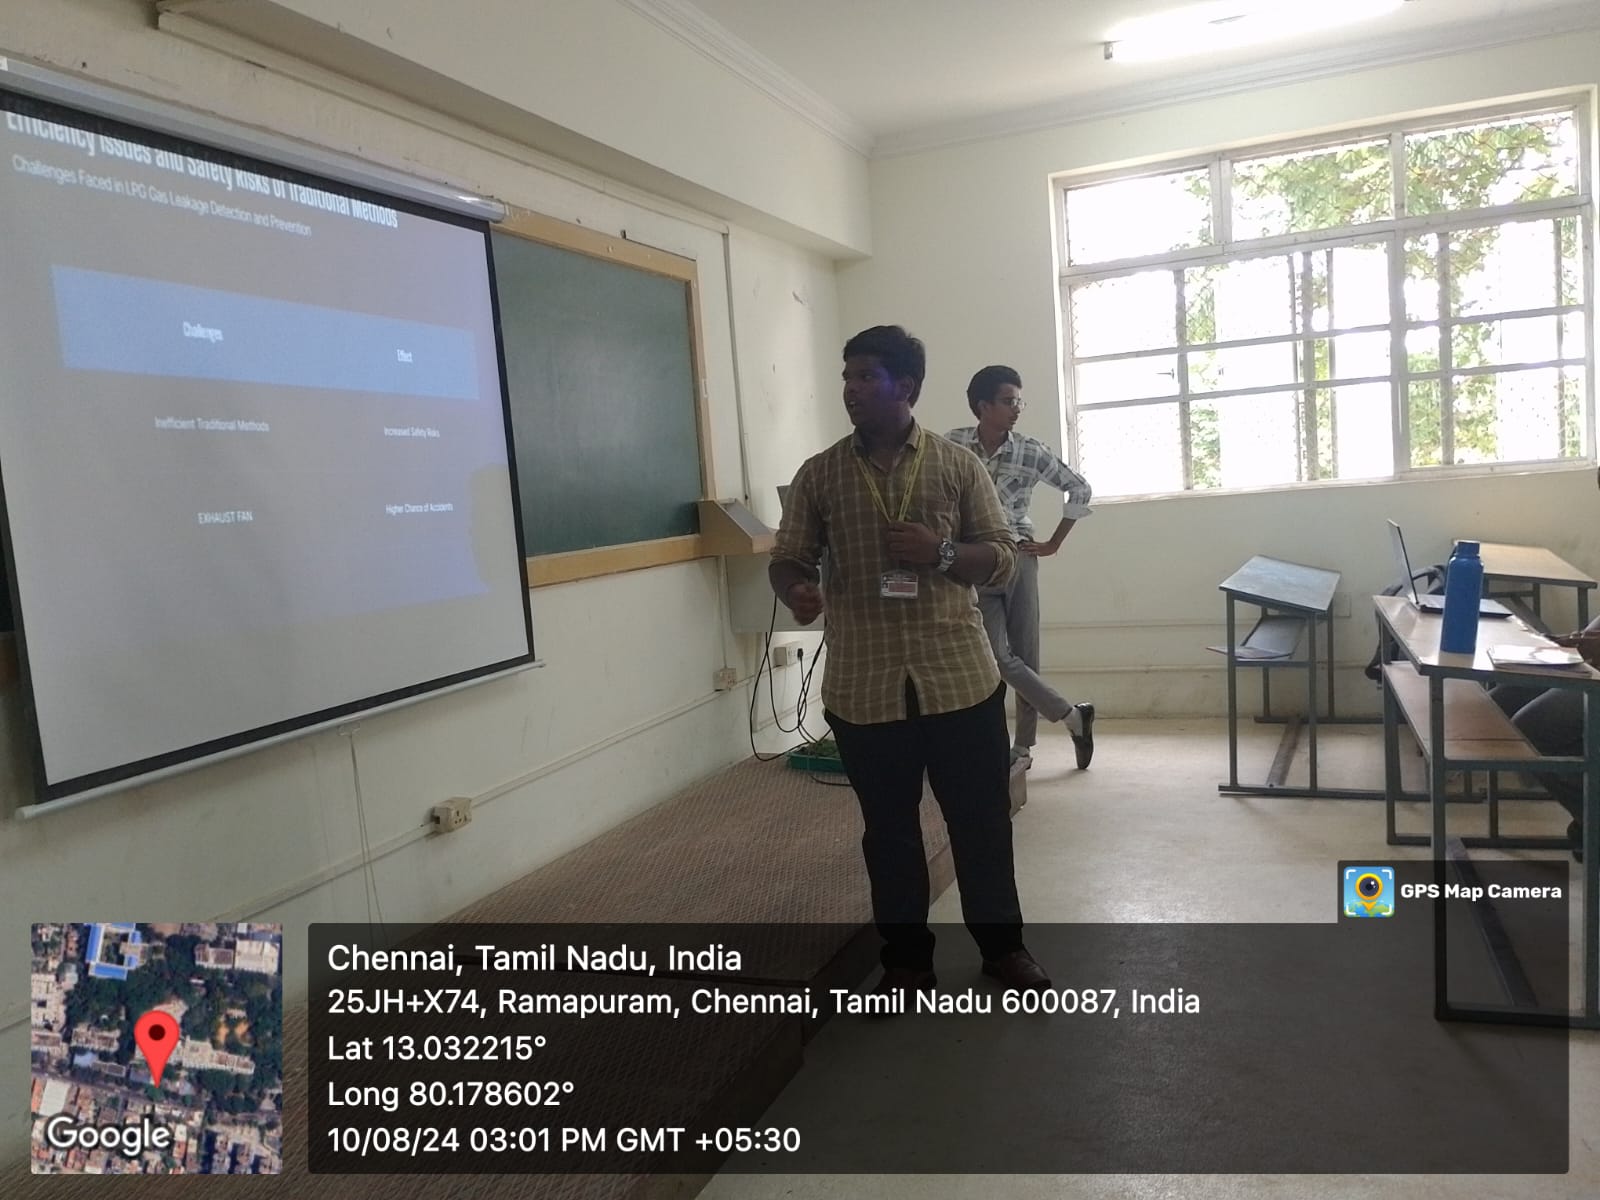 Efficiency Issues and Safety Risks of Traditional Methods
Challenges Faced in LPG Gas Leakage Detection and Prevention
Challenges
Effect
Inefficient Traditional Methods
Increased Safety Risks
EXHAUST FAN
Higher Chance of Accidents
GPS Map Camera
Chennai, Tamil Nadu, India
25JH+X74, Ramapuram, Chennai, Tamil Nadu 600087, India
Lat 13.032215°
Long 80.178602°
10/08/24 03:01 PM GMT +05:30
Google